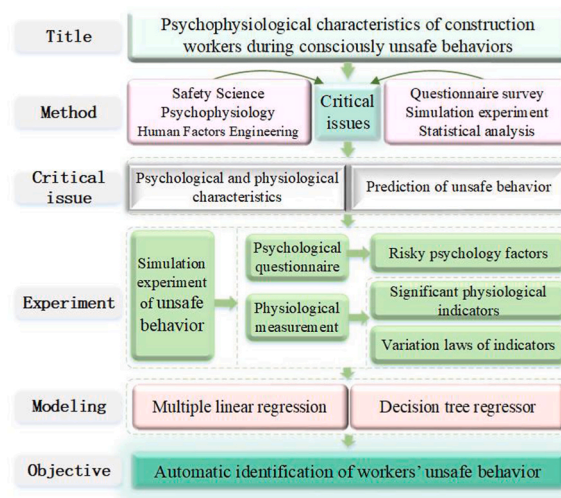 Title
Psychophysiological characteristics of construction
workers during consciously unsafe behaviors
Method
Safety Science
Psychophysiology
Human Factors Engineering
Critical
issues
Questionnaire survey
Simulation experiment
Statistical analysis
Critical
issue
Psychological and physiological
characteristics
Prediction of unsafe behavior
Experiment
Simulation
experiment
of unsafe
behavior
Psychological
questionnaire
Risky psychology factors
Physiological
measurement
Significant physiological
indicators
Variation laws of indicators
Modeling
Multiple linear regression
Decision tree regressor
Objective
Automatic identification of workers' unsafe behavior